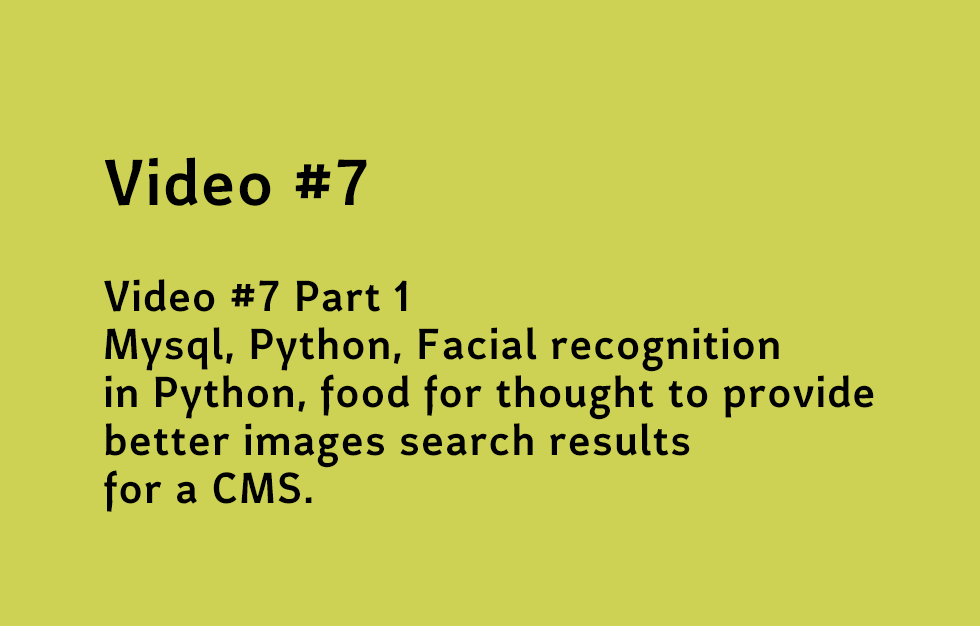 Video #7
Video #7 Part 1
Mysql, Python, Facial recognition
in Python, food for thought to provide
better images search results
for a CMS.